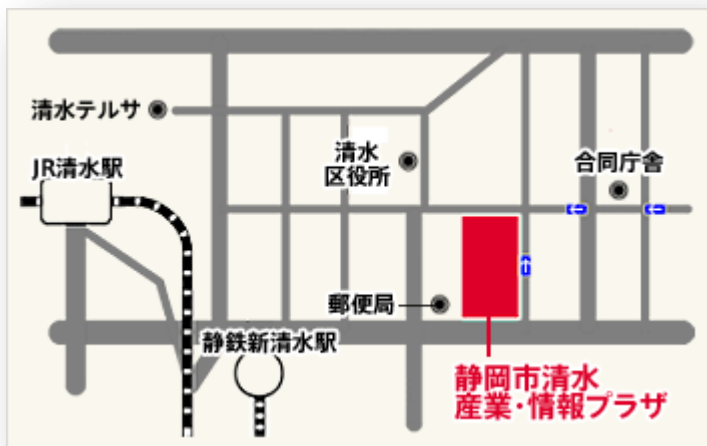 清水テルサ
JR清水駅
清水
区役所
合同庁舎
郵便局
静鉄新清水駅
静岡市清水
産業・情報プラザ